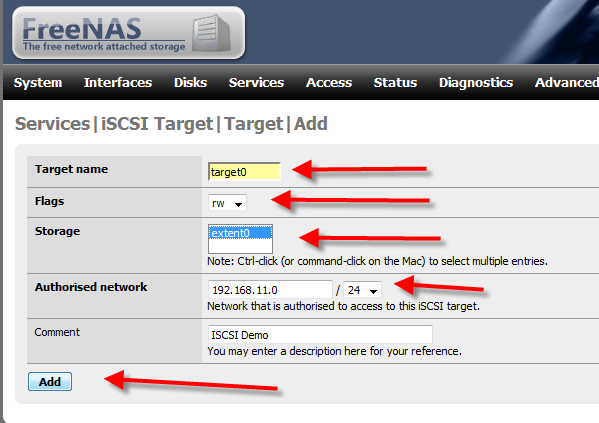 FreeNAS
The free network attached storage
System Interfaces Disks Services Access Status Diagnostics Advanced
Services|iSCSI Target|Target|Add
Target name target0
Flags rw
Storage extent0
Note: Ctrl-click (or command-click on the Mac) to select multiple entries.
Authorised network 192.168.11.0 / 24
Network that is authorised to access to this iSCSI target.
Comment ISCSI Demo
You may enter a description here for your reference.
Add